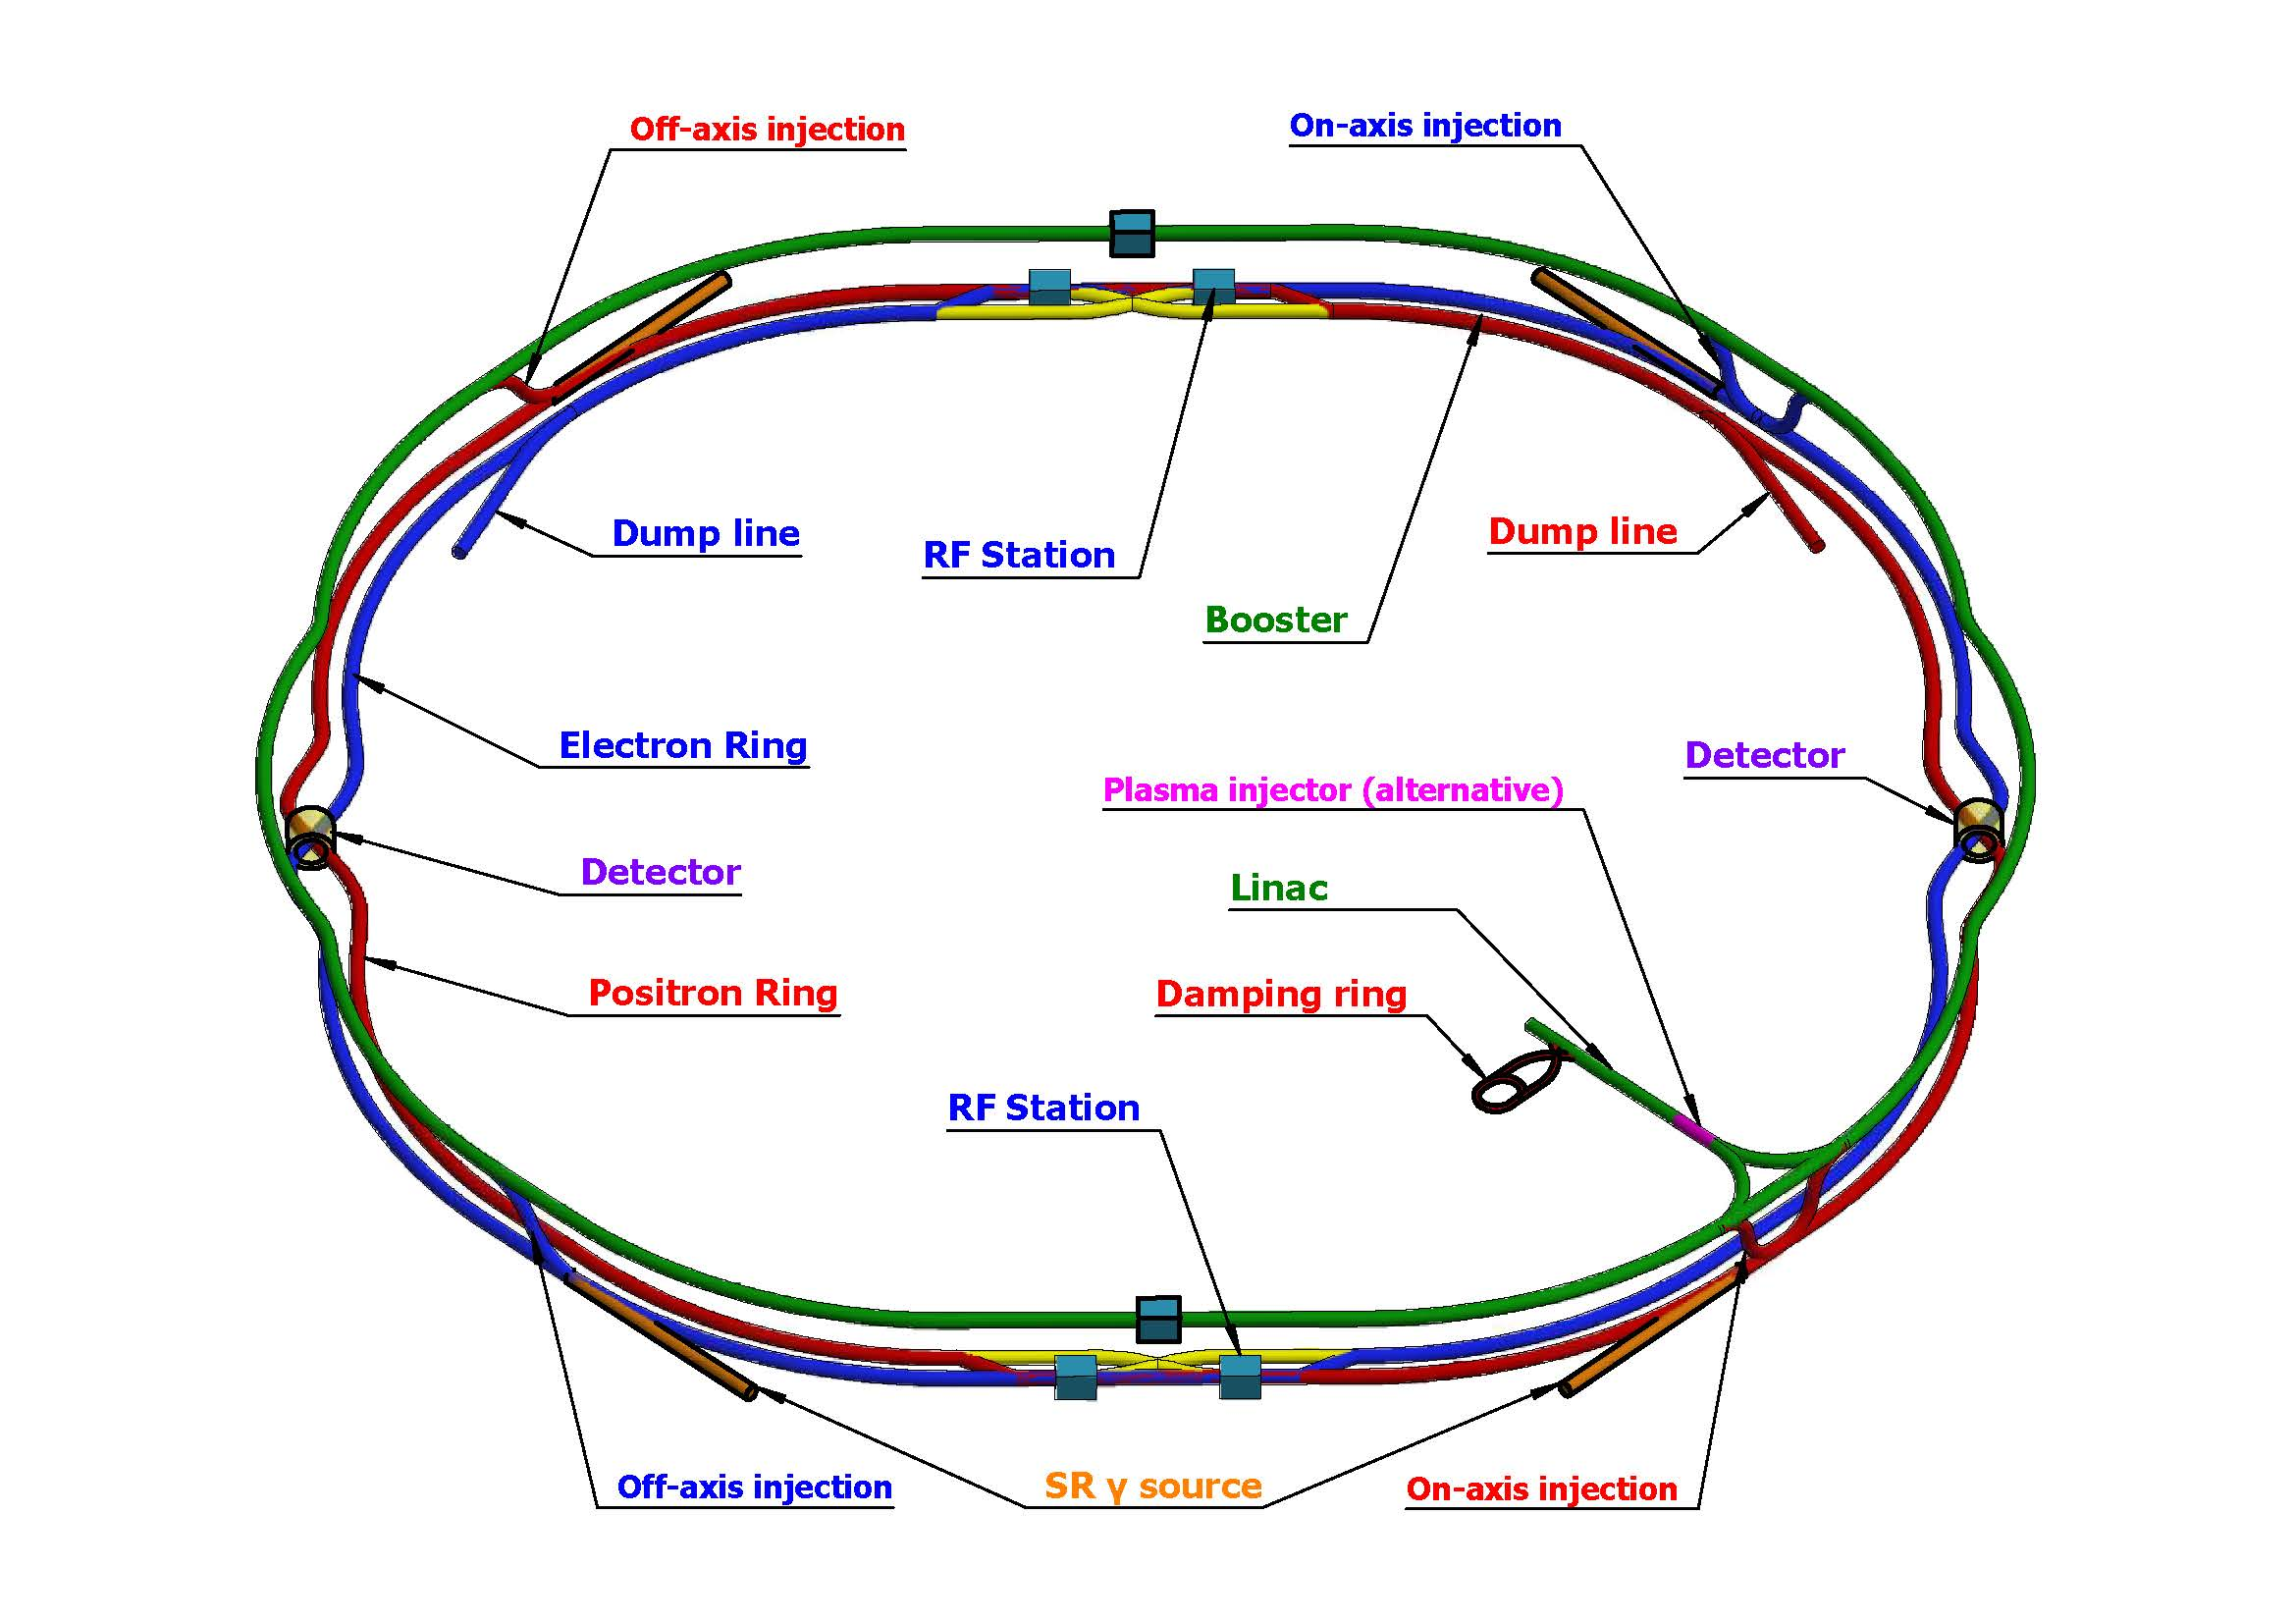 Off-axis injection
On-axis injection
Dump line
RF Station
Dump line
Booster
Electron Ring
Detector
Plasma injector (alternative)
Detector
Linac
Positron Ring
Damping ring
RF Station
Off-axis injection
SR γ source
On-axis injection